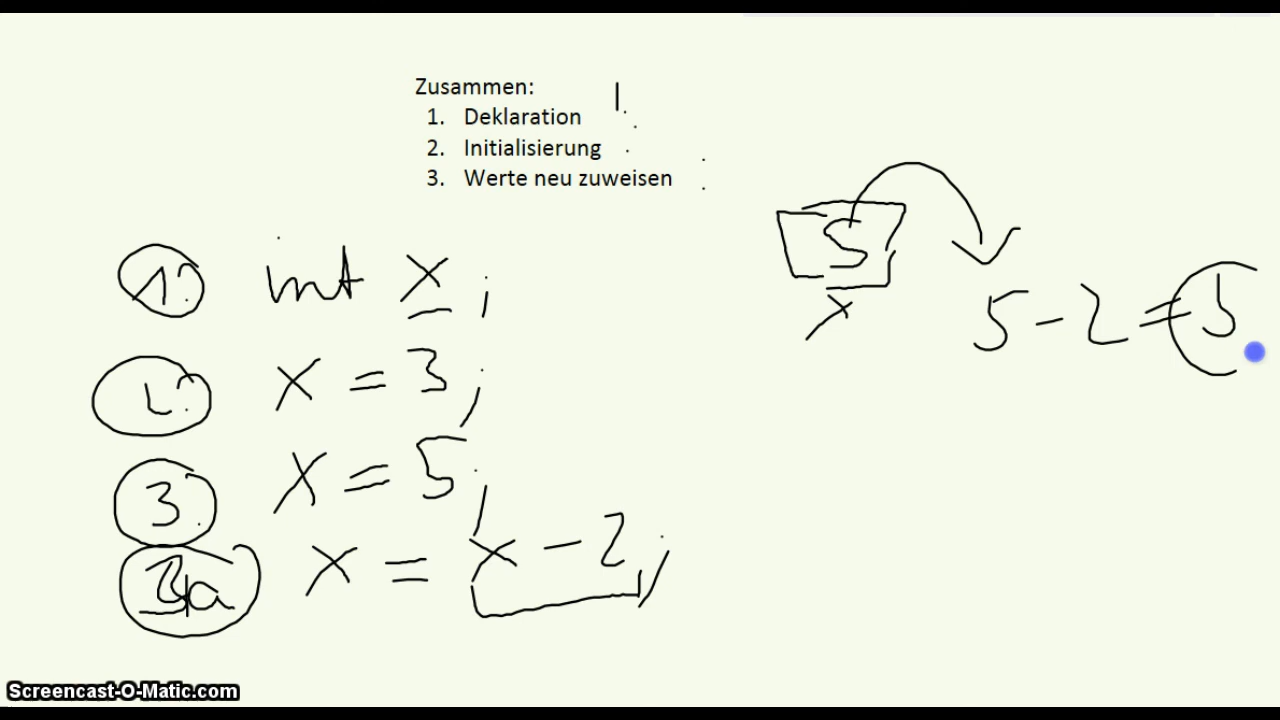 Zusammen:
1. Deklaration
2. Initialisierung
3. Werte neu zuweisen
1. int x;
2. x = 3;
3. x = 5;
3a x = x - 2;
5
x
5 - 2 =
Screencast-O-Matic.com